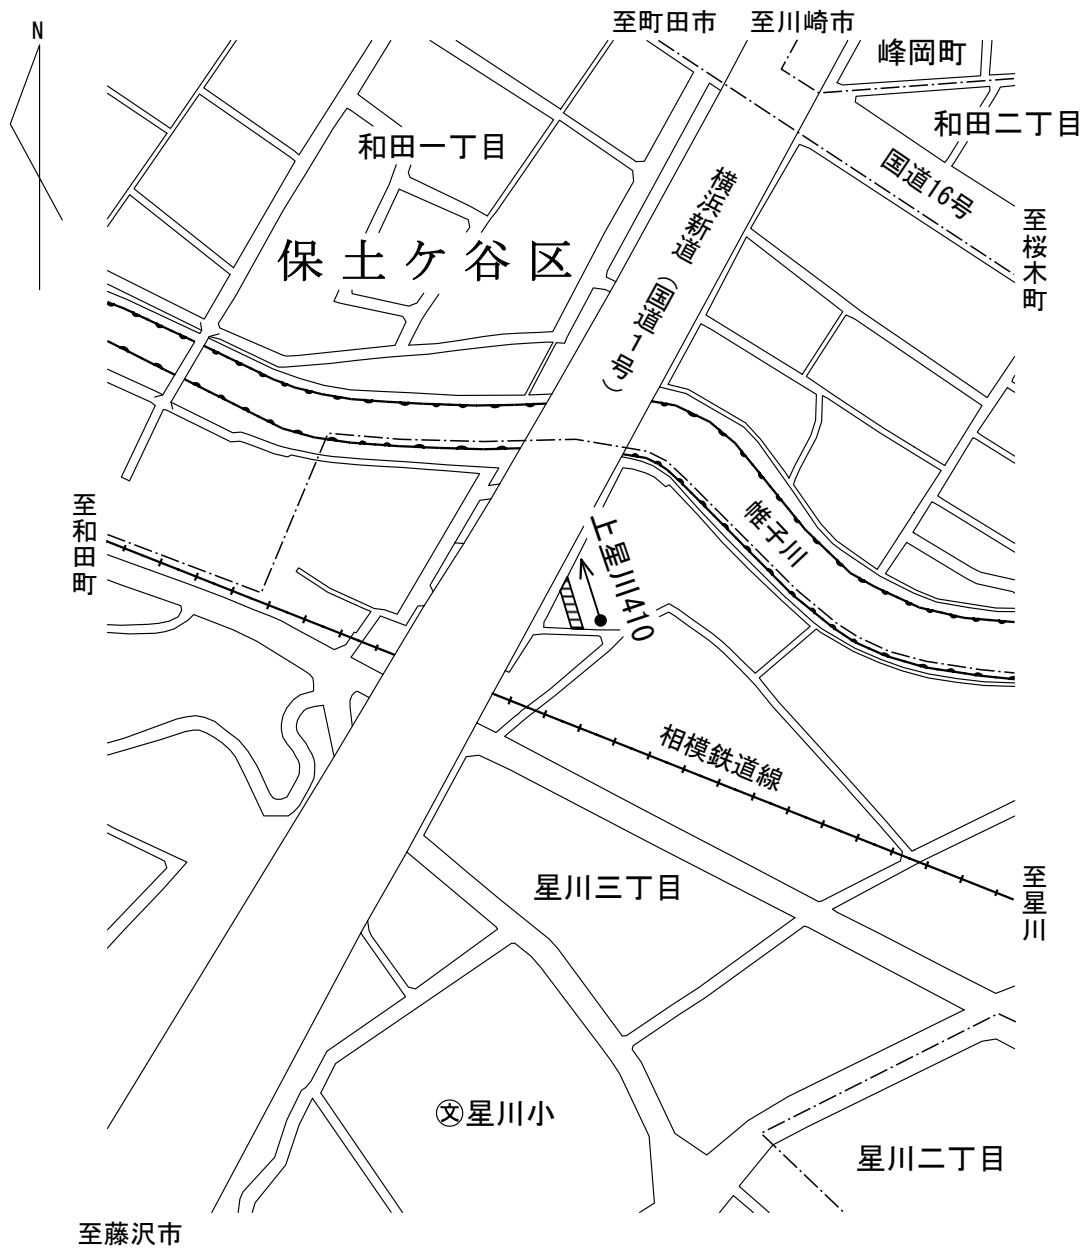 至町田市
至川崎市
N
峰岡町
和田二丁目
和田一丁目
国道16号
横浜新道(国道1号)
至桜木町
保土ケ谷区
至和田町
帷子川
上星川410
相模鉄道線
星川三丁目
至星川
文星川小
星川二丁目
至藤沢市